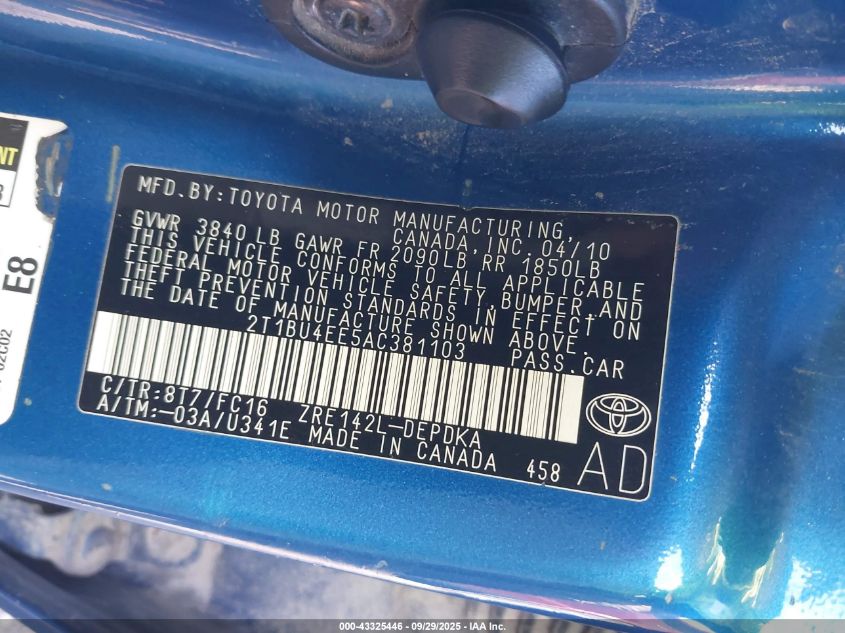 MFD.BY:TOYOTA MOTOR MANUFACTURING,
CANADA, INC. 04/10
GVWR 3840 LB GAWR FR 2090LB RR 1850LB
THIS VEHICLE CONFORMS TO ALL APPLICABLE
FEDERAL MOTOR VEHICLE SAFETY,BUMPER,AND
THEFT PREVENTION STANDARDS IN EFFECT ON
THE DATE OF MANUFACTURE SHOWN ABOVE.
2T1BU4EE5AC381103 PASS.CAR
C/TR:8T7/FC16 ZRE142L-DEPDKA
A/TM:-03A/U341E MADE IN CANADA 458
AD
E8
02C02
000-43325446 - 09/29/2025 - IAA Inc.